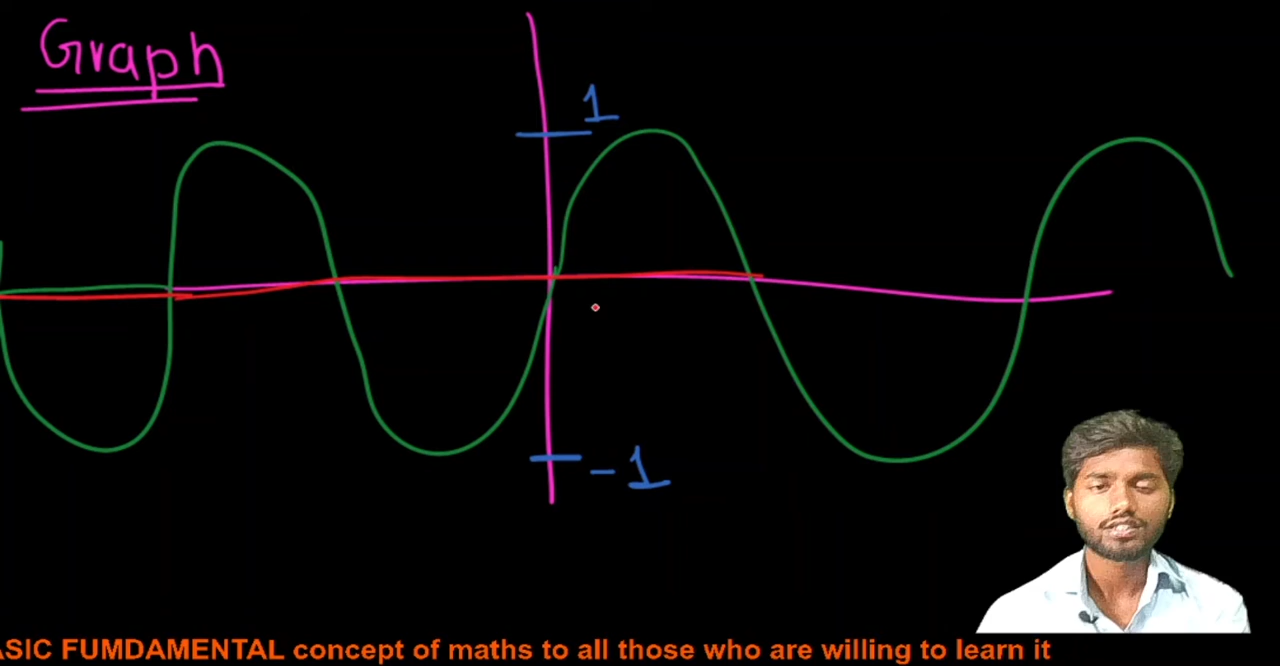 Graph
1
-1
ASIC FUMDAMENTAL concept of maths to all those who are willing to learn it